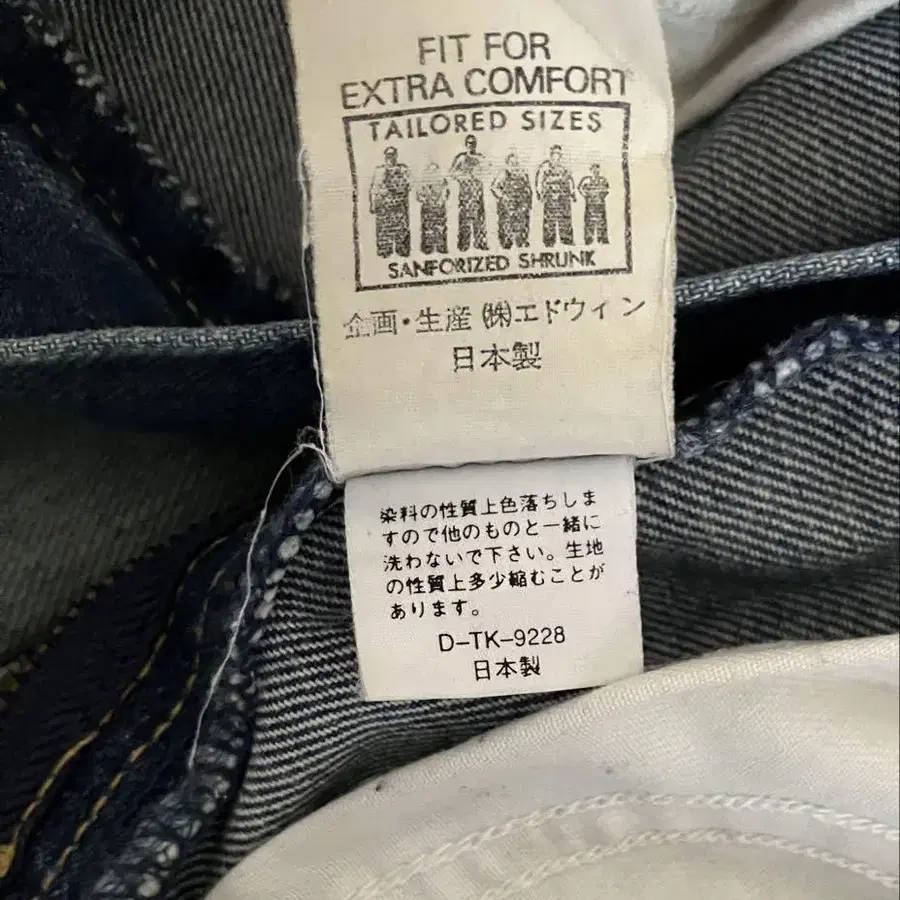 FIT FOR
EXTRA COMFORT
TAILORED SIZES
SANFORIZED SHRUNK
企画・生産 ㈱エドウィン
日本製
染料の性質上色落ちしま
すので他のものと一緒に
洗わないで下さい。生地
の性質上多少縮むことが
あります。
D-TK-9228
日本製